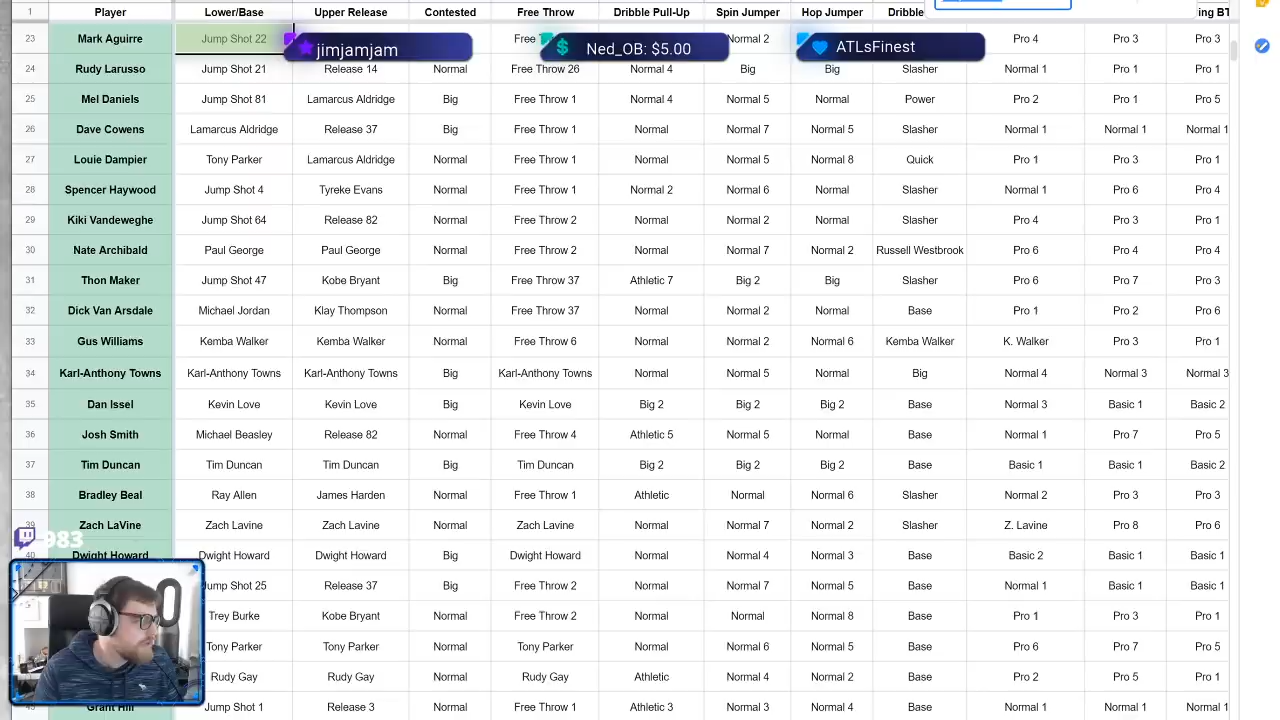 1 Player Lower/Base Upper Release Contested Free Throw Dribble Pull-Up Spin Jumper Hop Jumper Dribble
23 Mark Aguirre Jump Shot 22 Free Normal 2 Pro 4 Pro 3 Pro 3
jimjamjam Ned_OB: $5.00 ATLsFinest
24 Rudy Larusso Jump Shot 21 Release 14 Normal Free Throw 26 Normal 4 Big Big Slasher Normal 1 Pro 1 Pro 1
25 Mel Daniels Jump Shot 81 Lamarcus Aldridge Big Free Throw 1 Normal 4 Normal 5 Normal Power Pro 2 Pro 1 Pro 5
26 Dave Cowens Lamarcus Aldridge Release 37 Big Free Throw 1 Normal Normal 7 Normal 5 Slasher Normal 1 Normal 1 Normal 1
27 Louie Dampier Tony Parker Lamarcus Aldridge Normal Free Throw 1 Normal Normal 5 Normal 8 Quick Pro 1 Pro 3 Pro 1
28 Spencer Haywood Jump Shot 4 Tyreke Evans Normal Free Throw 1 Normal 2 Normal 6 Normal Slasher Normal 1 Pro 6 Pro 4
29 Kiki Vandeweghe Jump Shot 64 Release 82 Normal Free Throw 2 Normal Normal 2 Normal Slasher Pro 4 Pro 3 Pro 1
30 Nate Archibald Paul George Paul George Normal Free Throw 2 Normal Normal 7 Normal 2 Russell Westbrook Pro 6 Pro 4 Pro 4
31 Thon Maker Jump Shot 47 Kobe Bryant Big Free Throw 37 Athletic 7 Big 2 Big Slasher Pro 6 Pro 7 Pro 3
32 Dick Van Arsdale Michael Jordan Klay Thompson Normal Free Throw 37 Normal Normal 2 Normal Base Pro 1 Pro 2 Pro 6
33 Gus Williams Kemba Walker Kemba Walker Normal Free Throw 6 Normal Normal 2 Normal 6 Kemba Walker K. Walker Pro 3 Pro 1
34 Karl-Anthony Towns Karl-Anthony Towns Karl-Anthony Towns Big Karl-Anthony Towns Normal Normal 5 Normal Big Normal 4 Normal 3 Normal 3
35 Dan Issel Kevin Love Kevin Love Big Kevin Love Big 2 Big 2 Big 2 Base Normal 3 Basic 1 Basic 2
36 Josh Smith Michael Beasley Release 82 Normal Free Throw 4 Athletic 5 Normal 5 Normal Base Normal 1 Pro 7 Pro 5
37 Tim Duncan Tim Duncan Tim Duncan Big Tim Duncan Big 2 Big 2 Big 2 Base Basic 1 Basic 1 Basic 2
38 Bradley Beal Ray Allen James Harden Normal Free Throw 1 Athletic Normal Normal 6 Slasher Normal 2 Pro 3 Pro 3
39 Zach LaVine Zach Lavine Zach Lavine Normal Zach Lavine Normal Normal 7 Normal 2 Slasher Z. Lavine Pro 8 Pro 6
983
40 Dwight Howard Dwight Howard Dwight Howard Big Dwight Howard Normal Normal 4 Normal 3 Base Basic 2 Basic 1 Basic 1
Jump Shot 25 Release 37 Big Free Throw 2 Normal Normal 7 Normal 5 Base Normal 1 Basic 1 Basic 1
Trey Burke Kobe Bryant Normal Free Throw 2 Normal Normal Normal 8 Base Pro 1 Pro 3 Pro 1
Tony Parker Tony Parker Normal Tony Parker Normal Normal 6 Normal 5 Base Pro 6 Pro 7 Pro 5
Rudy Gay Rudy Gay Normal Rudy Gay Athletic Normal 4 Normal 2 Base Pro 2 Pro 5 Pro 1
Grant Hill Jump Shot 1 Release 3 Normal Free Throw 1 Athletic 3 Normal 3 Normal 4 Base Normal 1 Normal 1 Normal 1